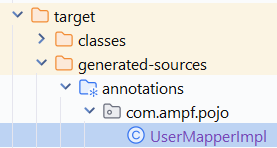 target
classes
generated-sources
annotations
com.ampf.pojo
UserMapperImpl